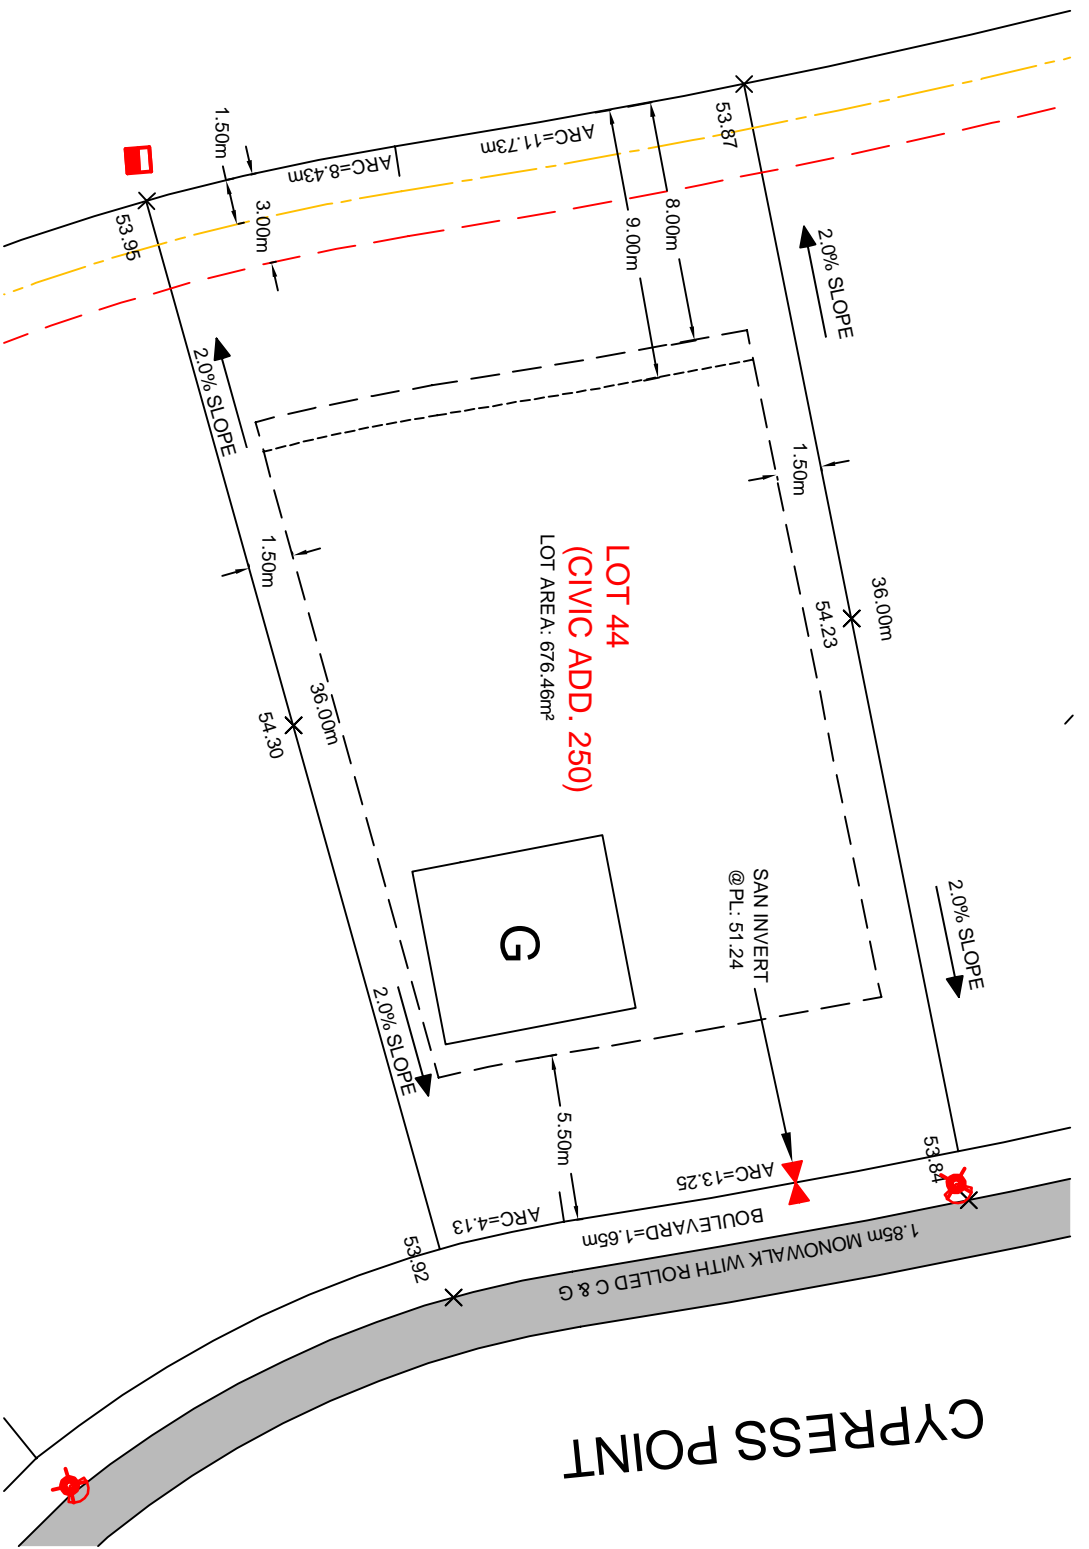 53.87
ARC=11.73m
ARC=8.43m
1.50m
3.00m
53.95
8.00m
9.00m
2.0% SLOPE
2.0% SLOPE
1.50m
1.50m
36.00m
54.23
36.00m
54.30
LOT 44
(CIVIC ADD. 250)
LOT AREA: 676.46m²
G
SAN INVERT
@PL: 51.24
2.0% SLOPE
2.0% SLOPE
5.50m
53.84
53.92
ARC=13.25
ARC=4.13
BOULEVARD=1.65m
1.85m MONOWALK WITH ROLLED C & G
CYPRESS POINT